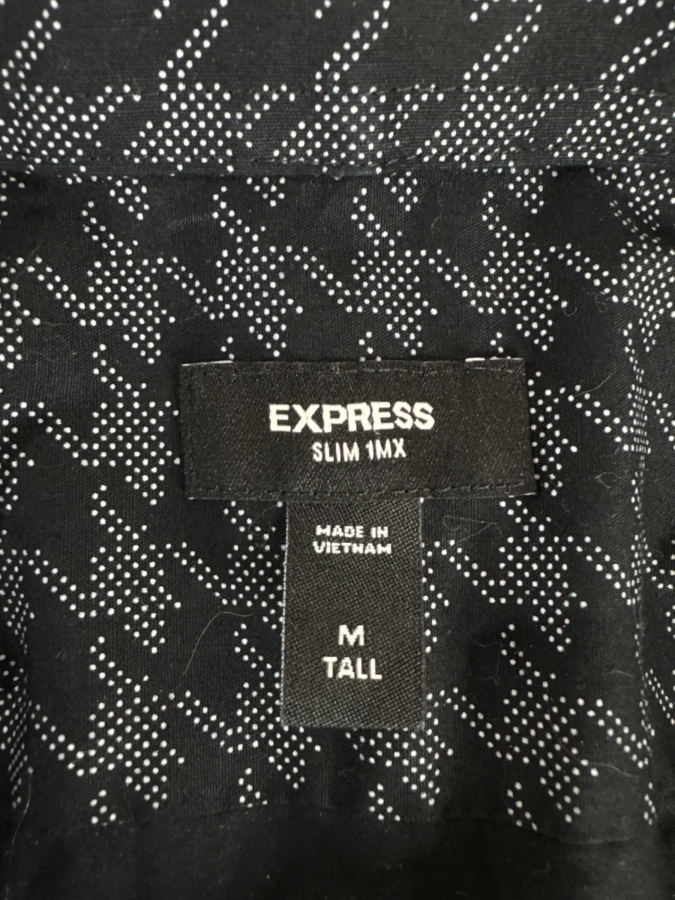 EXPRESS
SLIM 1MX
MADE IN
VIETNAM
M
TALL